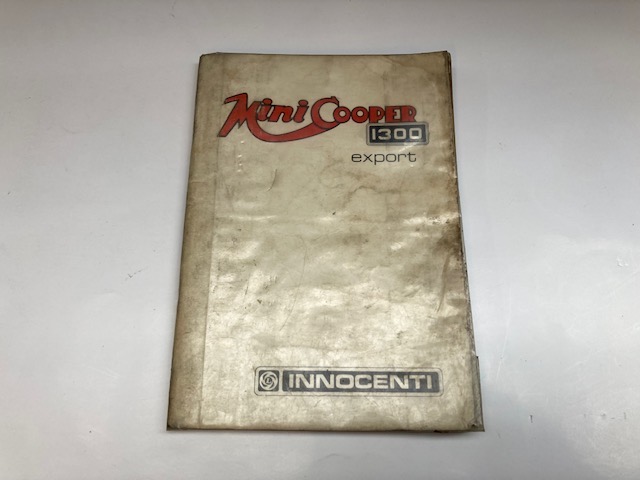 Mini Cooper
1300
export
INNOCENTI